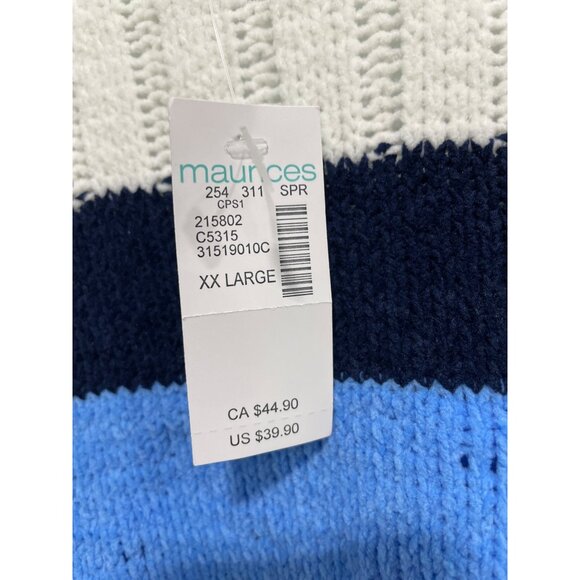 maurices
254 311 SPR
CPS1
215802
C5315
31519010C
XX LARGE
CA $44.90
US $39.90